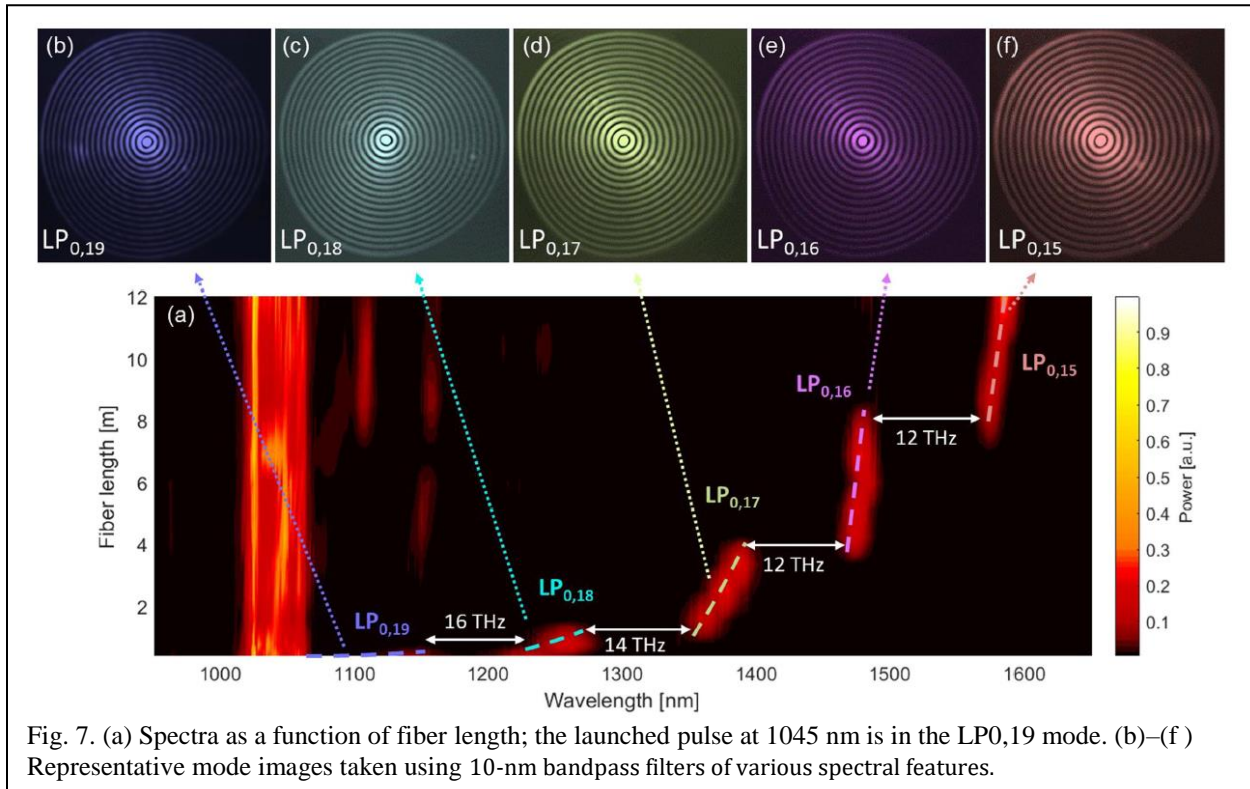 (b) (c) (d) (e) (f)
LP0,19 LP0,18 LP0,17 LP0,16 LP0,15
(a)
12
10
8
6
4
2
Fiber length [m]
LP0,19
16 THz
LP0,18
14 THz
LP0,17
12 THz
LP0,16
12 THz
LP0,15
1000 1100 1200 1300 1400 1500 1600
Wavelength [nm]
0.9
0.8
0.7
0.6
0.5
0.4
0.3
0.2
0.1
Power [a.u.]
Fig. 7. (a) Spectra as a function of fiber length; the launched pulse at 1045 nm is in the LP0,19 mode. (b)–(f )
Representative mode images taken using 10-nm bandpass filters of various spectral features.